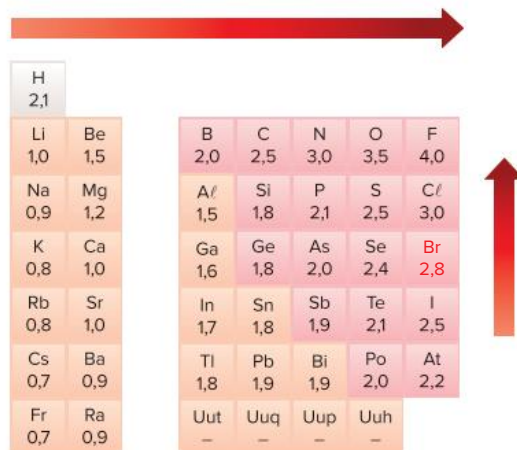 H
2,1
Li Be B C N O F
1,0 1,5 2,0 2,5 3,0 3,5 4,0
Na Mg Aℓ Si P S Cℓ
0,9 1,2 1,5 1,8 2,1 2,5 3,0
K Ca Ga Ge As Se Br
0,8 1,0 1,6 1,8 2,0 2,4 2,8
Rb Sr In Sn Sb Te I
0,8 1,0 1,7 1,8 1,9 2,1 2,5
Cs Ba Tl Pb Bi Po At
0,7 0,9 1,8 1,9 1,9 2,0 2,2
Fr Ra Uut Uuq Uup Uuh
0,7 0,9 – – – –